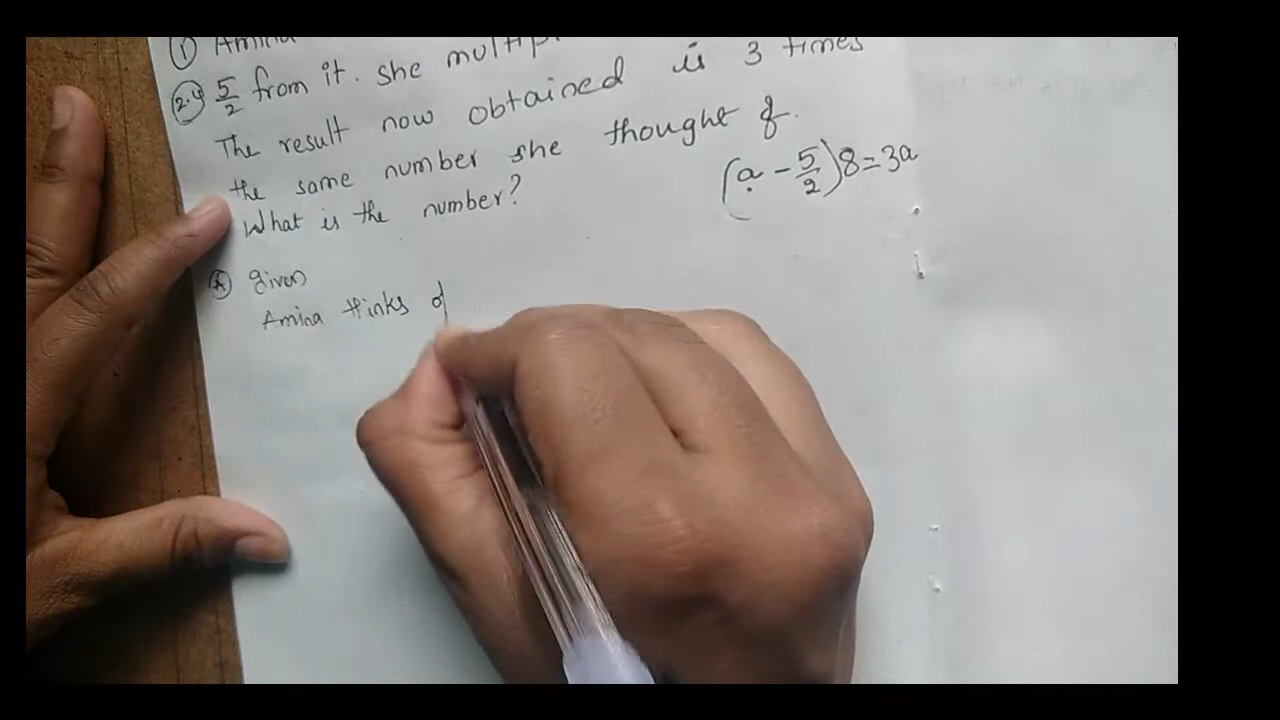 ① Amina
2.4 5/2 from it. She
The result now obtained is 3 times
the same number she thought of.
What is the number?
(a - 5/2)8 = 3a
Ⓐ given
Amina thinks of